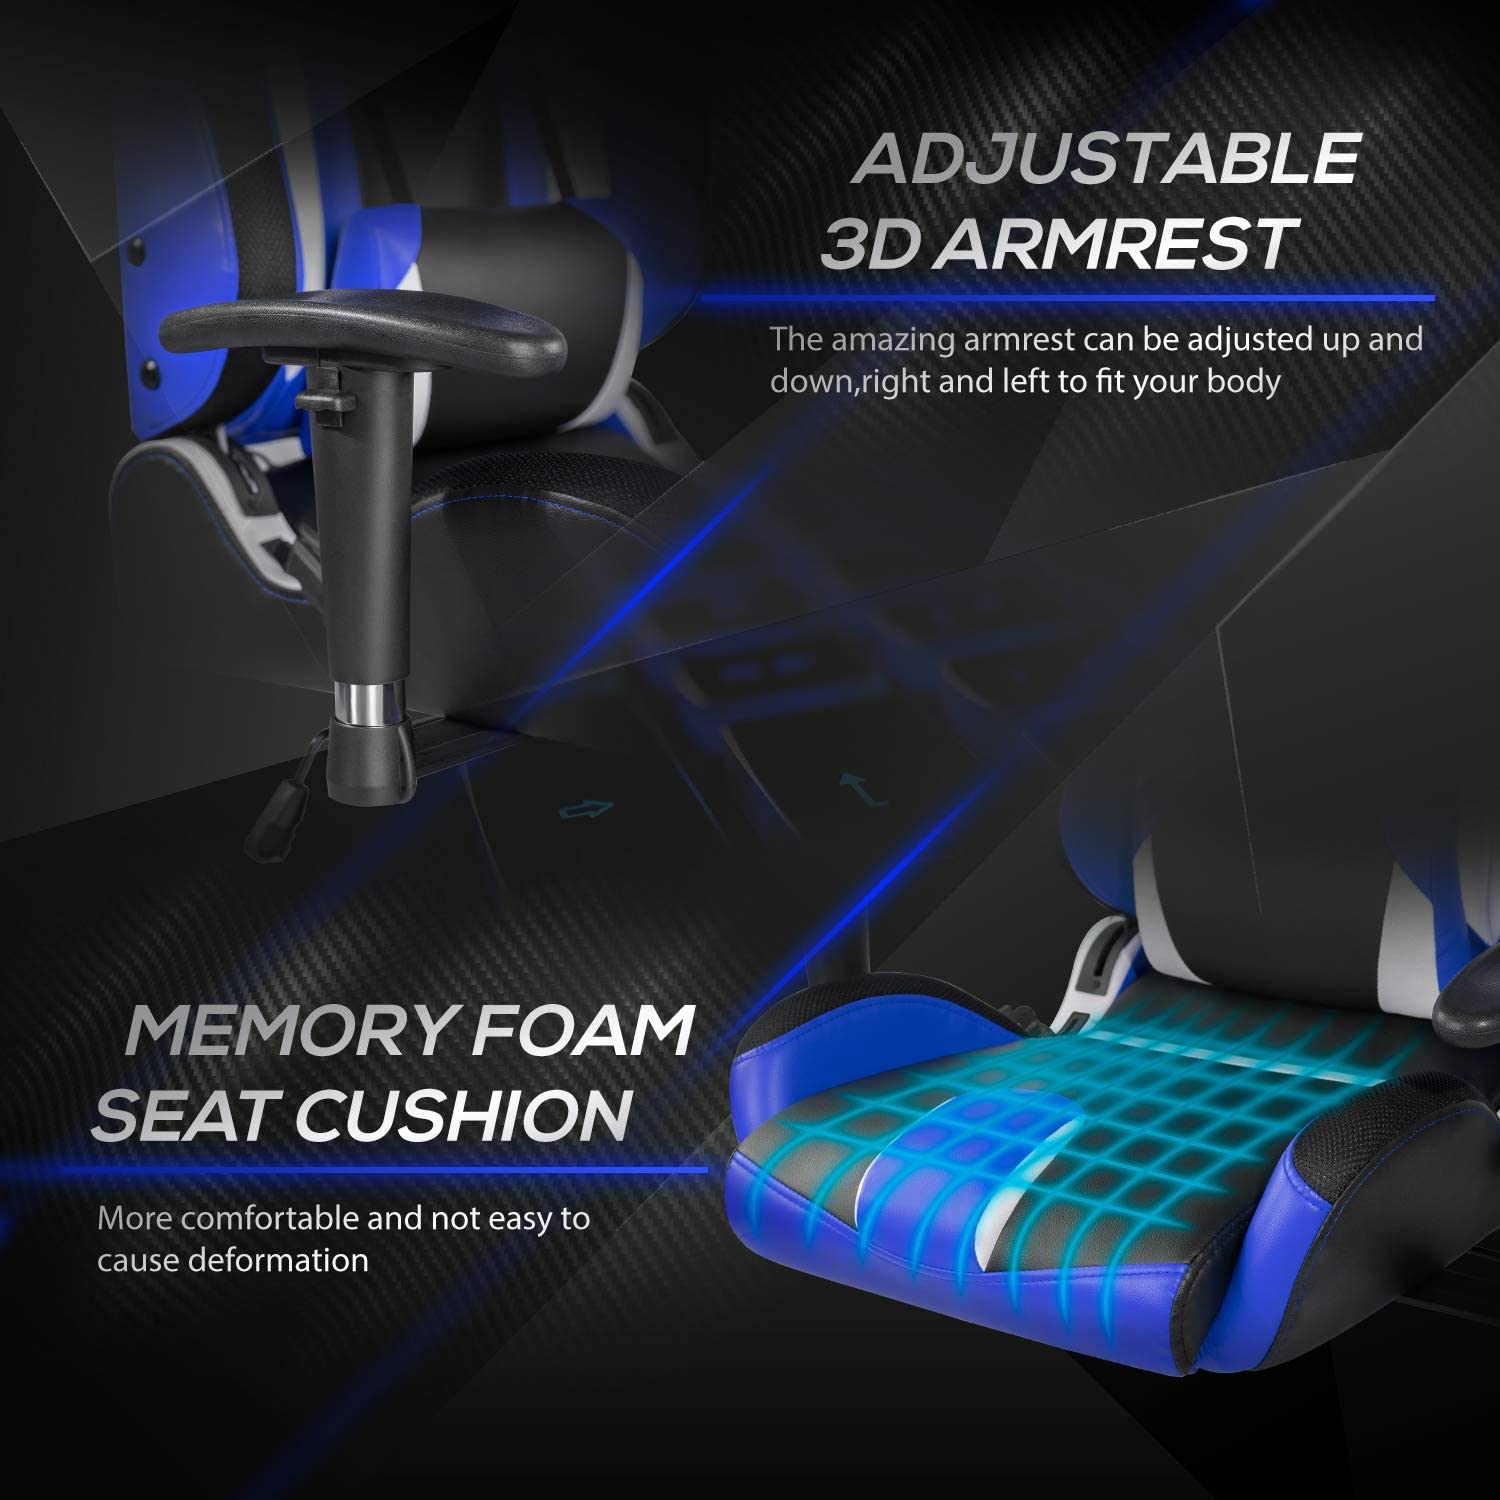 ADJUSTABLE
3D ARMREST
The amazing armrest can be adjusted up and
down,right and left to fit your body
MEMORY FOAM
SEAT CUSHION
More comfortable and not easy to
cause deformation